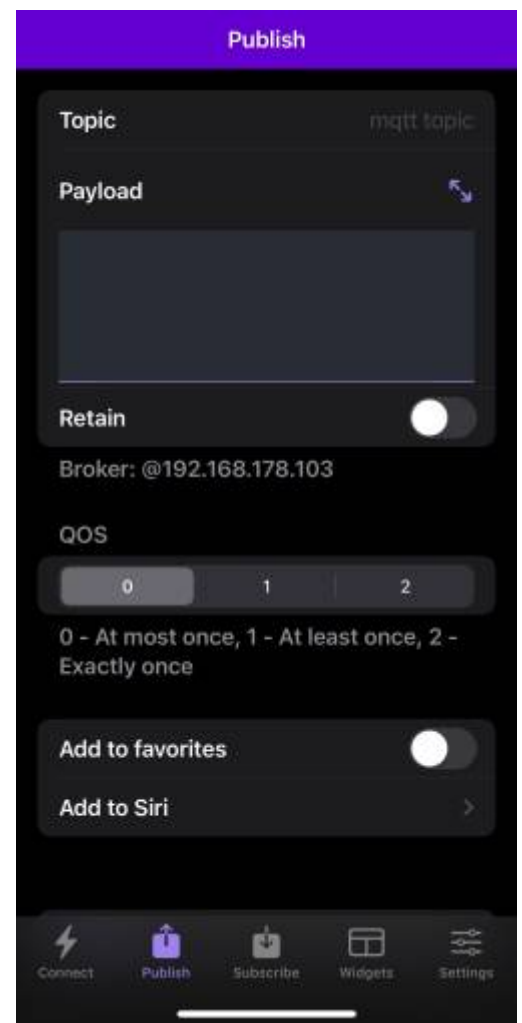 Publish
Topic mqtt topic
Payload
Retain
Broker: @192.168.178.103
QOS
0 1 2
0 - At most once, 1 - At least once, 2 -
Exactly once
Add to favorites
Add to Siri
Connect Publish Subscribe Widgets Settings